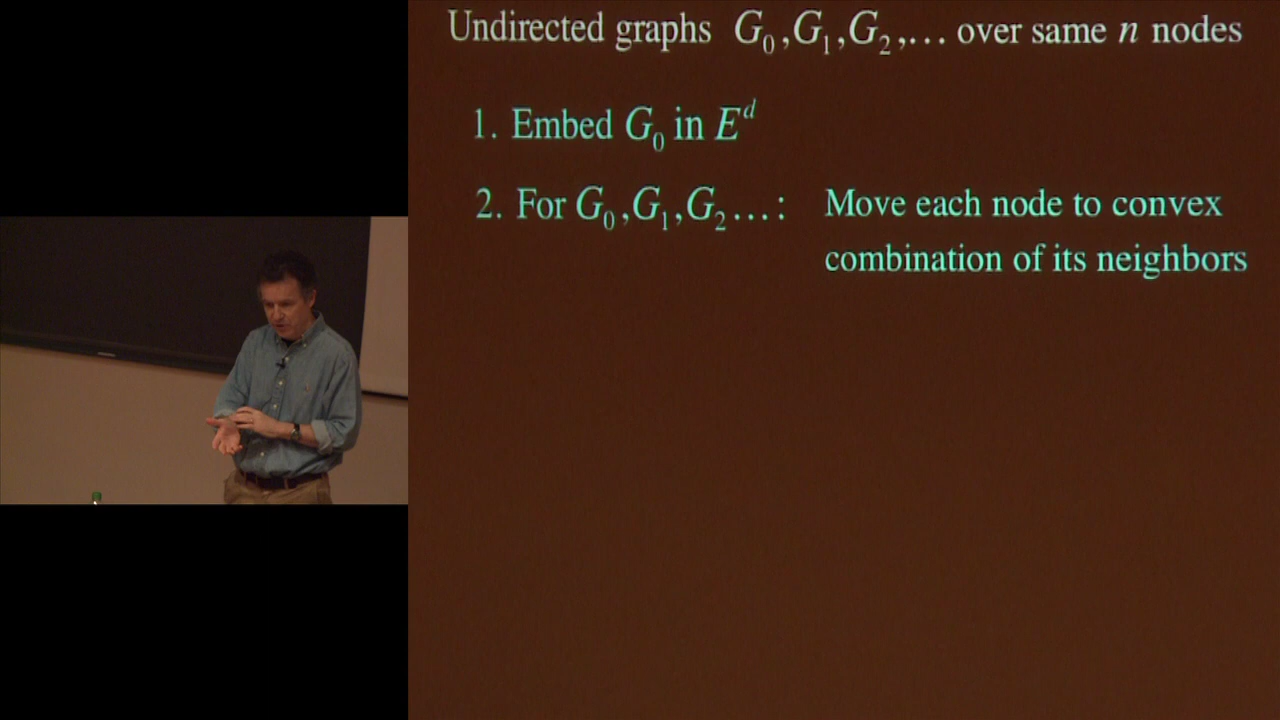 Undirected graphs G₀,G₁,G₂,... over same n nodes
1. Embed G₀ in Eᵈ
2. For G₀,G₁,G₂...: Move each node to convex
combination of its neighbors